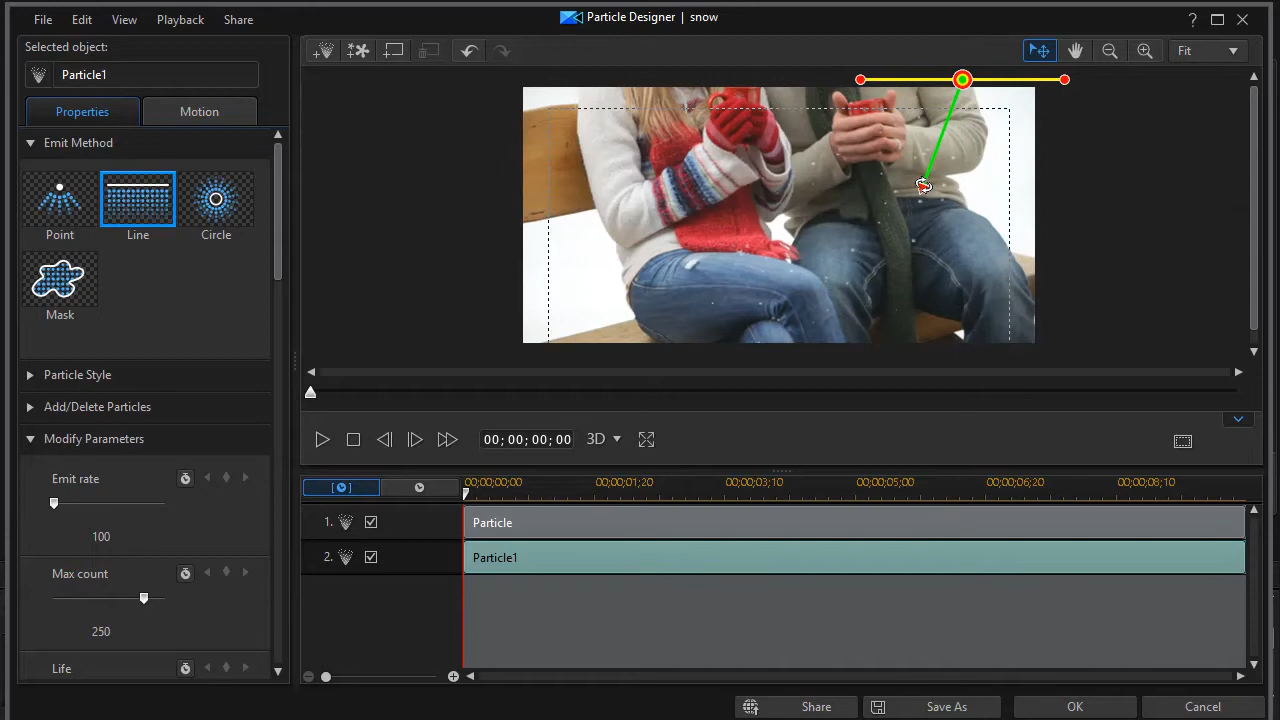 File Edit View Playback Share
Particle Designer | snow
?
Selected object:
Particle1
Fit
Properties Motion
Emit Method
Point Line Circle
Mask
Particle Style
Add/Delete Particles
Modify Parameters
00;00;00;00 3D
Emit rate
100
Max count
250
Life
00;00;00;00 00;00;01;20 00;00;03;10 00;00;05;00 00;00;06;20 00;00;08;10
1. Particle
2. Particle1
Share Save As OK Cancel